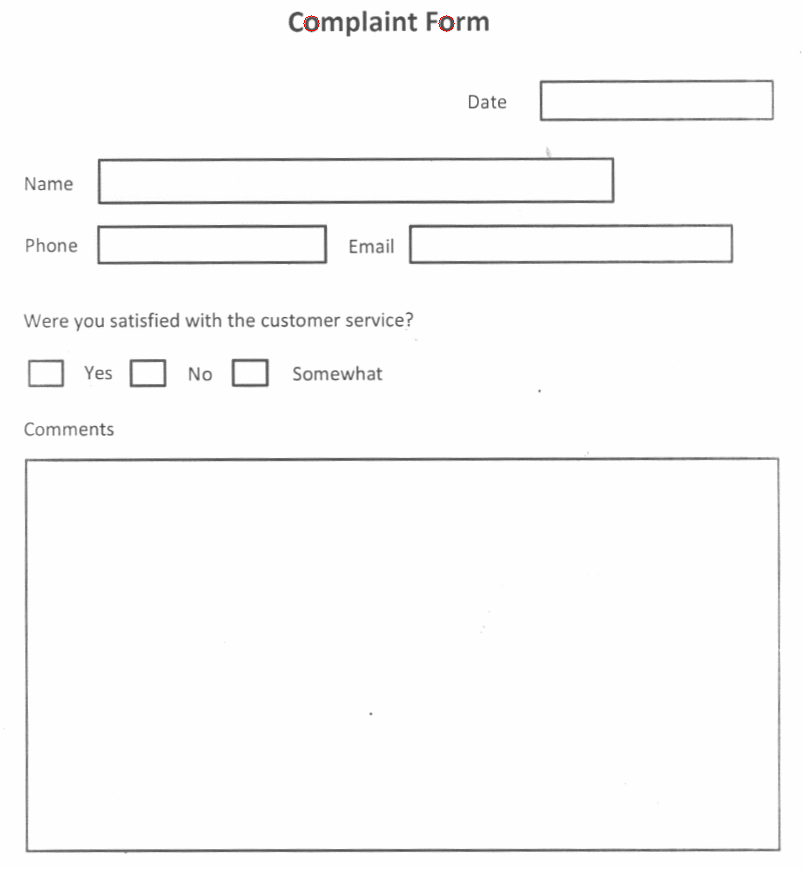 Complaint Form
Date
Name
Phone Email
Were you satisfied with the customer service?
Yes No Somewhat
Comments